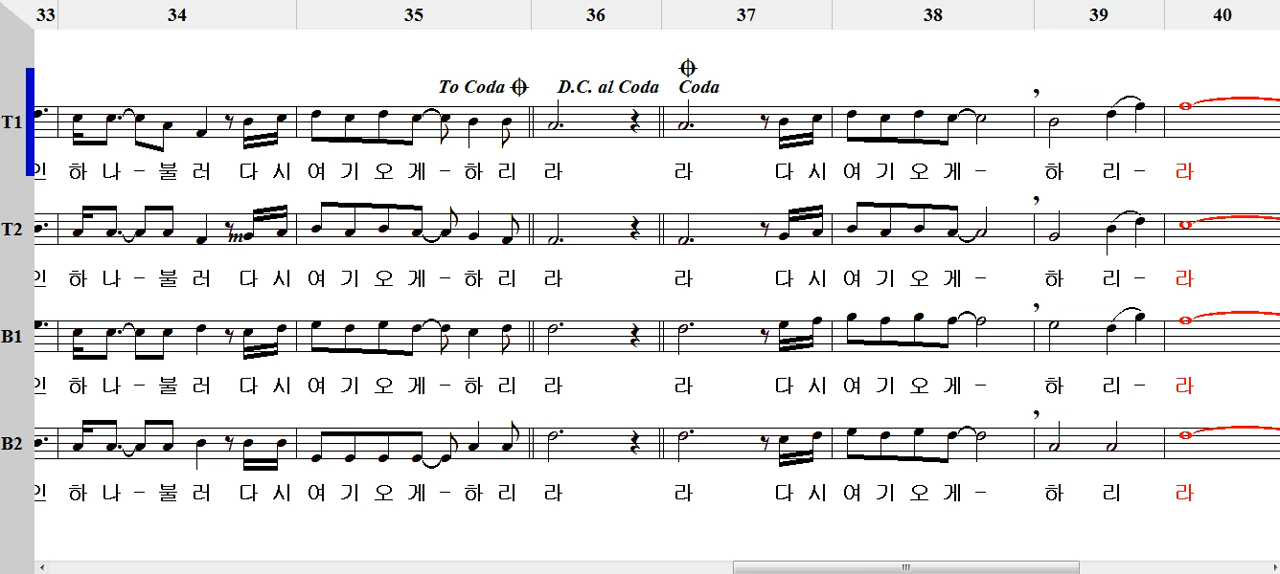 33 34 35 36 37 38 39 40
To Coda D.C. al Coda Coda
T1
인 하 나 - 불 러 다 시 여 기 오 게 - 하 리 라 라 다 시 여 기 오 게 - 하 리 - 라
T2
m
인 하 나 - 불 러 다 시 여 기 오 게 - 하 리 라 라 다 시 여 기 오 게 - 하 리 - 라
B1
인 하 나 - 불 러 다 시 여 기 오 게 - 하 리 라 라 다 시 여 기 오 게 - 하 리 - 라
B2
인 하 나 - 불 러 다 시 여 기 오 게 - 하 리 라 라 다 시 여 기 오 게 - 하 리 라